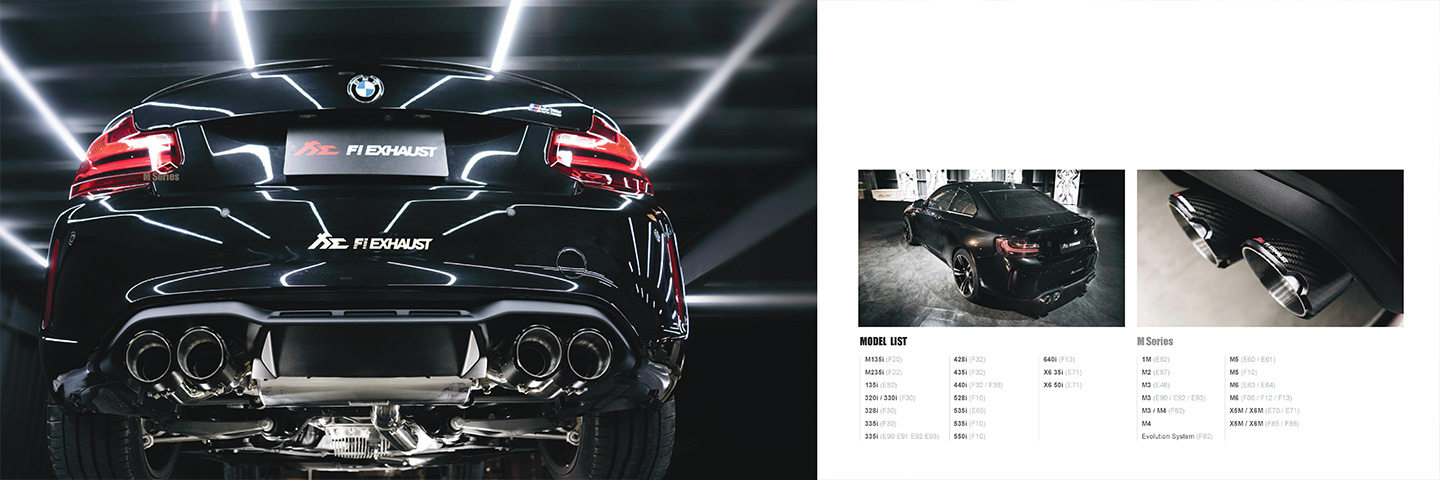 Fi EXHAUST
M Series
Fi EXHAUST
Fi EXHAUST
MODEL LIST
M135i (F20)
M235i (F22)
135i (E82)
320i / 330i (F30)
328i (F30)
335i (F30)
335i (E90 E91 E92 E93)
428i (F32)
435i (F32)
440i (F32 / F36)
528i (F10)
535i (E60)
535i (F10)
550i (F10)
640i (F13)
X6 35i (E71)
X6 50i (E71)
M Series
1M (E82)
M2 (E87)
M3 (E46)
M3 (E90 / E92 / E93)
M3 / M4 (F82)
M4
Evolution System (F82)
M5 (E60 / E61)
M5 (F10)
M6 (E63 / E64)
M6 (F06 / F12 / F13)
X5M / X6M (E70 / E71)
X5M / X6M (F85 / F86)